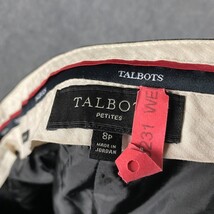 TALBOTS
TALBOTS
PETITES
8P
MADE IN
JORDAN
231 WE